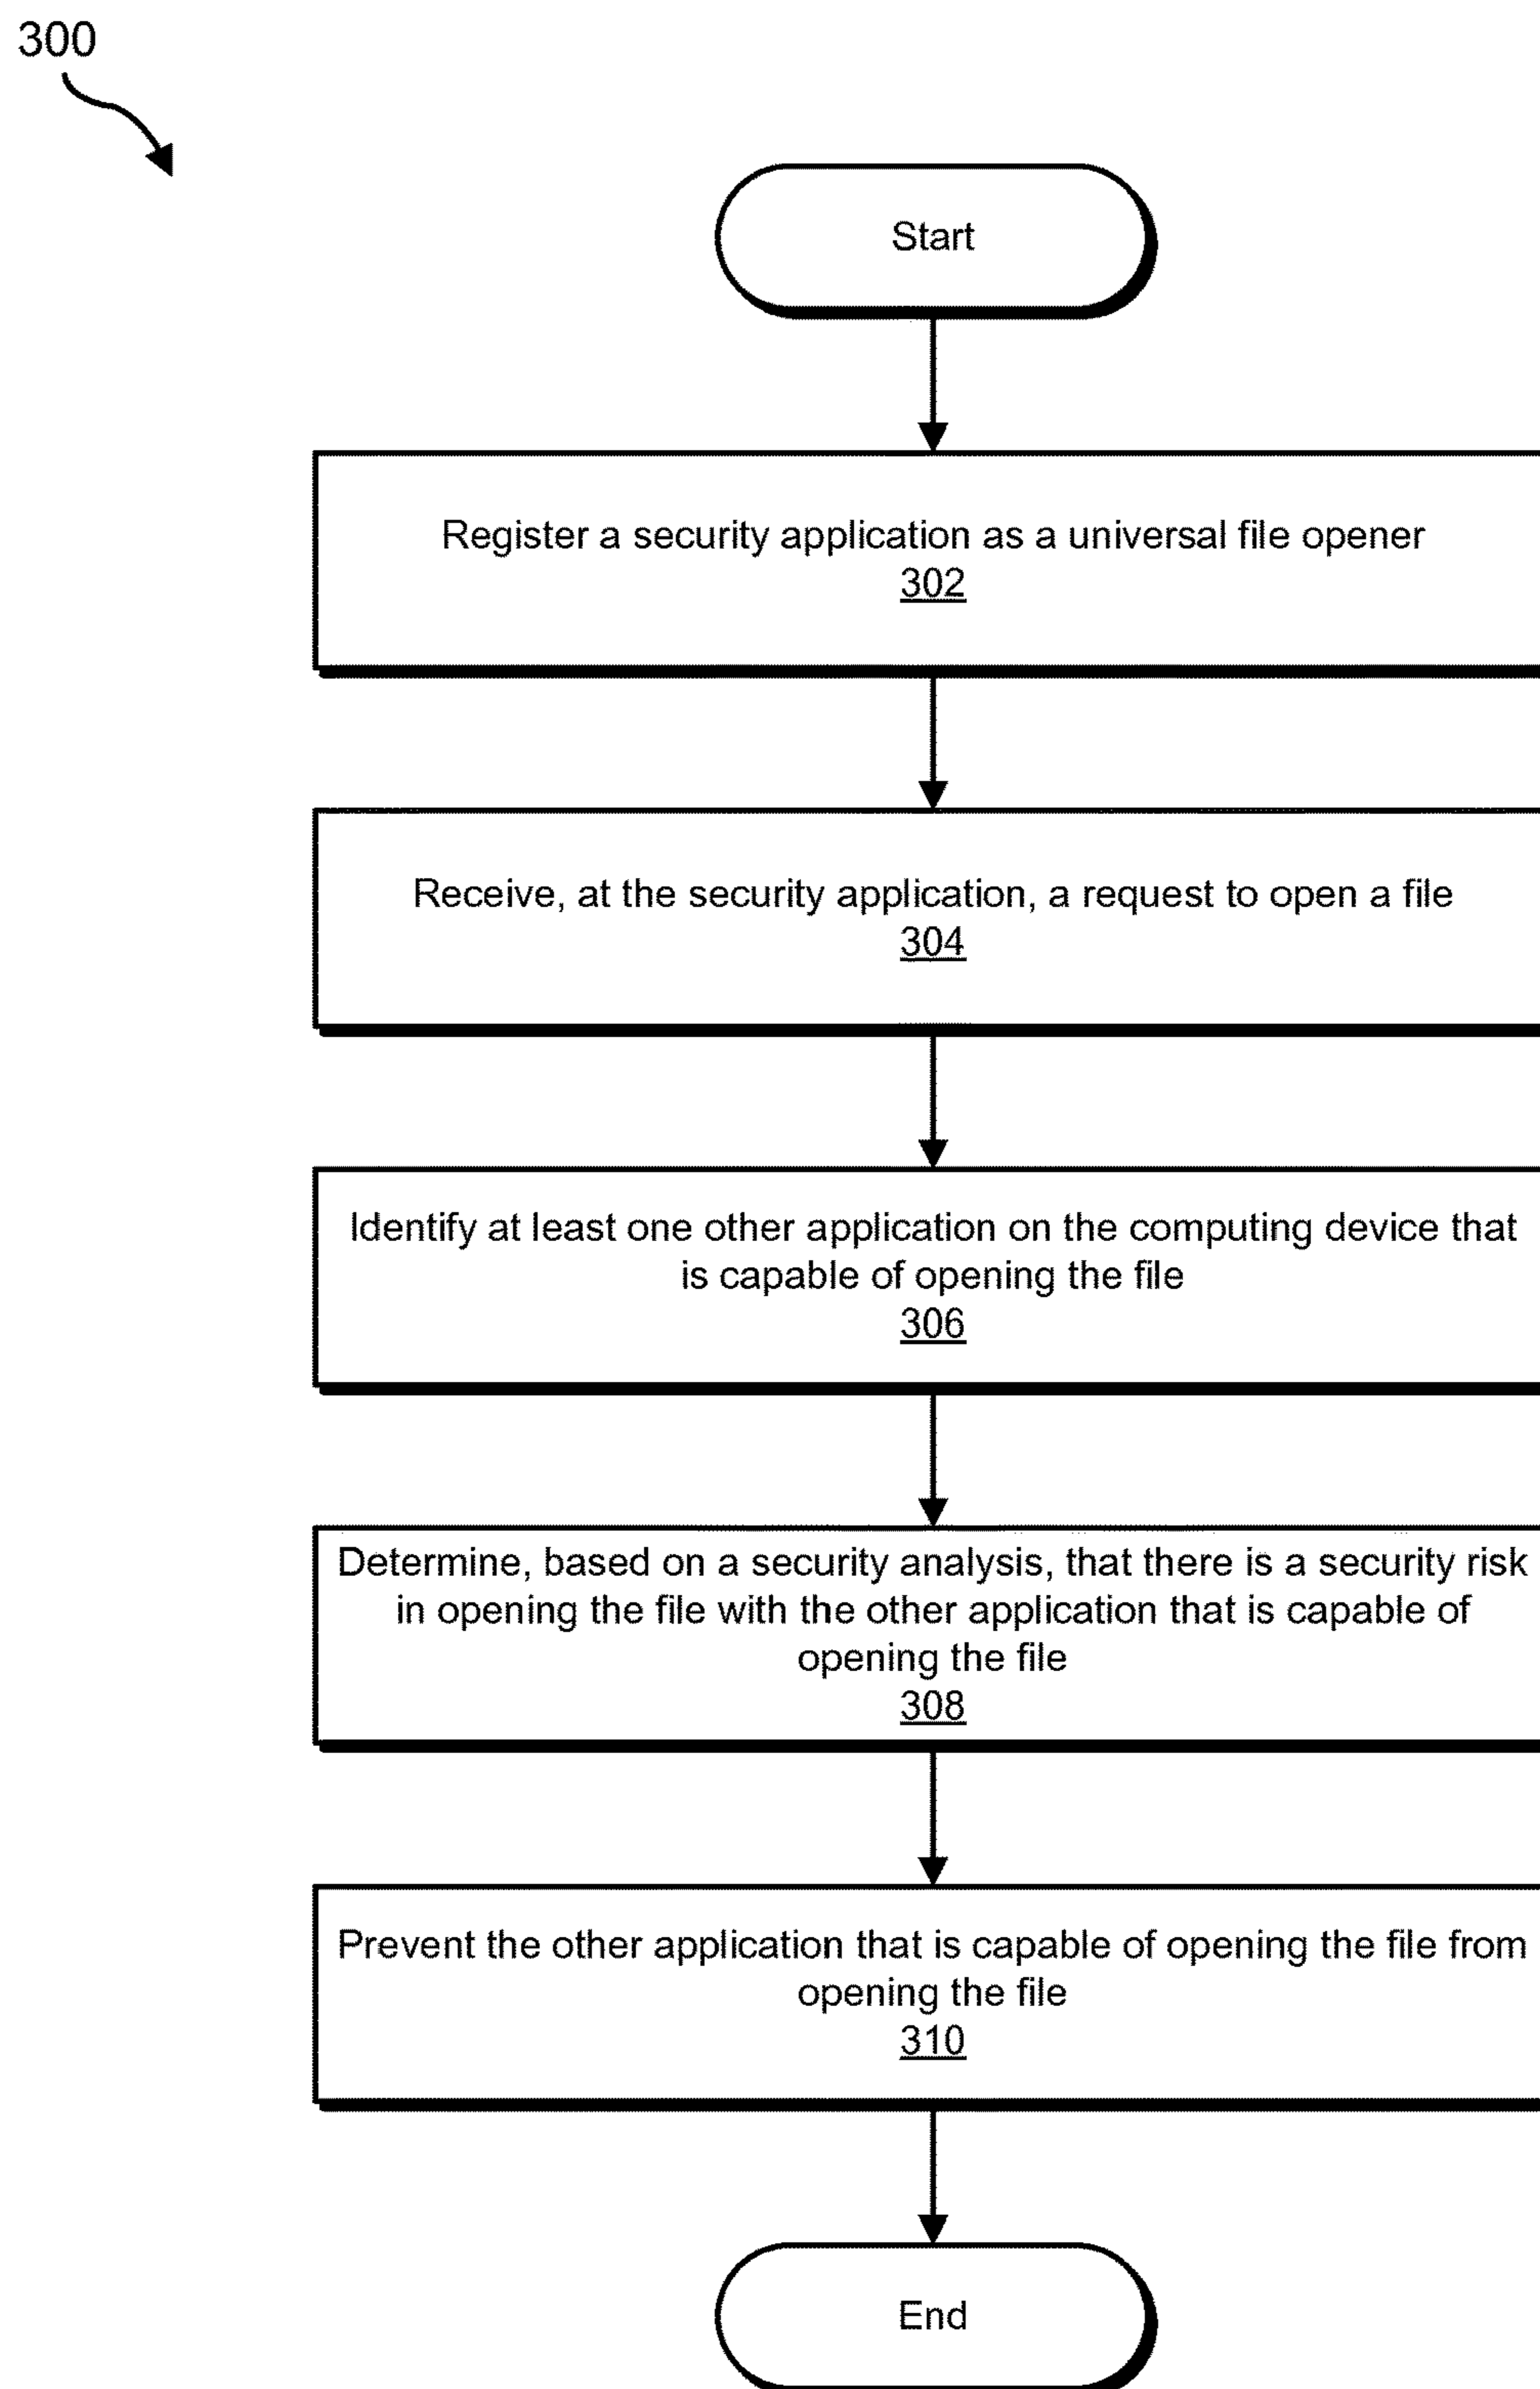 300
Start
Register a security application as a universal file opener
302
Receive, at the security application, a request to open a file
304
Identify at least one other application on the computing device that
is capable of opening the file
306
Determine, based on a security analysis, that there is a security risk
in opening the file with the other application that is capable of
opening the file
308
Prevent the other application that is capable of opening the file from
opening the file
310
End